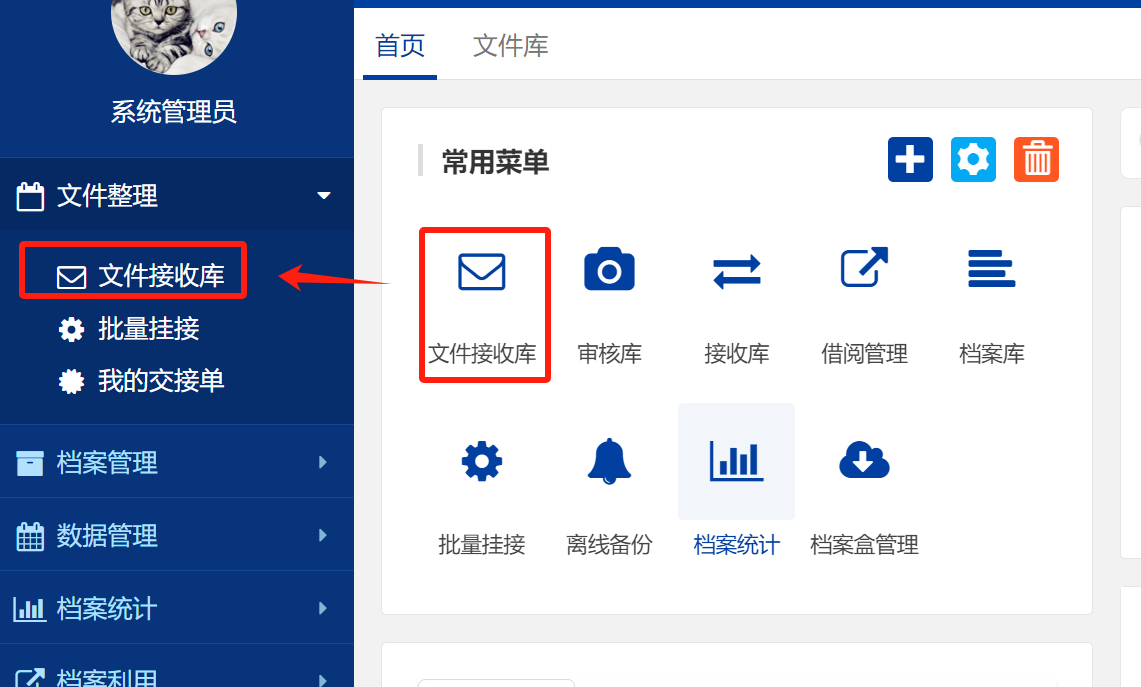 首页
文件库
系统管理员
文件整理
文件接收库
批量挂接
我的交接单
档案管理
数据管理
档案统计
档案利用
常用菜单
文件接收库
审核库
接收库
借阅管理
档案库
批量挂接
离线备份
档案统计
档案盒管理